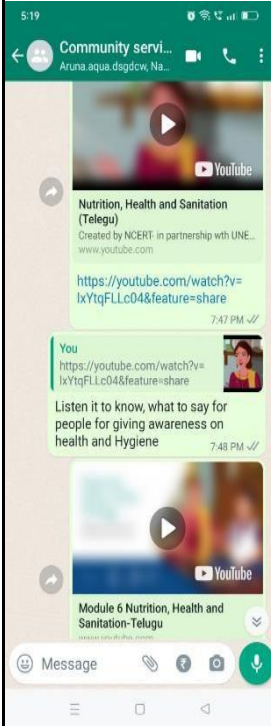 5:19
Community servi...
Aruna.aqua.dsgdcw, Na...
YouTube
Nutrition, Health and Sanitation
(Telegu)
Created by NCERT- in partnership wth UNE...
www.youtube.com
https://youtube.com/watch?v=
lxYtqFLLc04&feature=share
7:47 PM
You
https://youtube.com/watch?v=
lxYtqFLLc04&feature=share
Listen it to know, what to say for
people for giving awareness on
health and Hygiene
7:48 PM
YouTube
Module 6 Nutrition, Health and
Sanitation-Telugu
www.youtube.com
Message